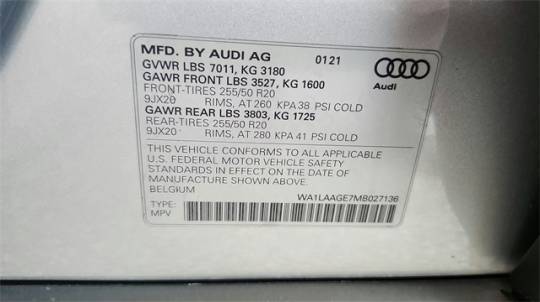 MFD. BY AUDI AG 0121
GVWR LBS 7011, KG 3180
GAWR FRONT LBS 3527, KG 1600
FRONT-TIRES 255/50 R20
9JX20 RIMS, AT 260 KPA 38 PSI COLD
GAWR REAR LBS 3803, KG 1725
REAR-TIRES 255/50 R20
9JX20 RIMS, AT 280 KPA 41 PSI COLD
Audi
THIS VEHICLE CONFORMS TO ALL APPLICABLE
U.S. FEDERAL MOTOR VEHICLE SAFETY
STANDARDS IN EFFECT ON THE DATE OF
MANUFACTURE SHOWN ABOVE.
BELGIUM
WA1LAAGE7MB027136
TYPE:
MPV